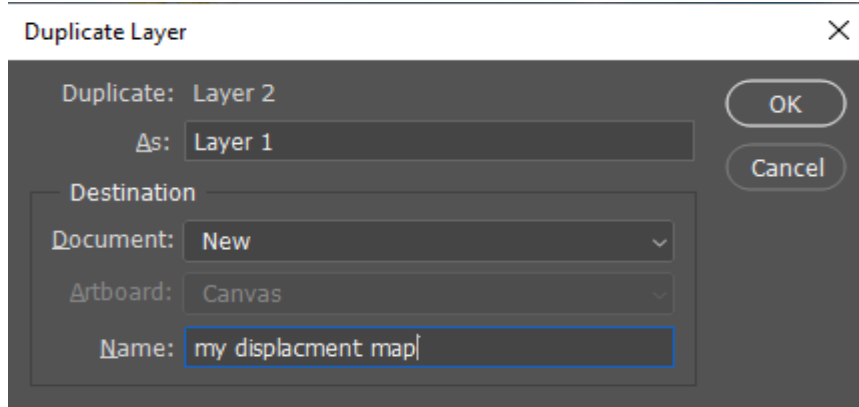 Duplicate Layer
Duplicate: Layer 2
OK
As: Layer 1
Cancel
Destination
Document: New
Artboard: Canvas
Name: my displacment map